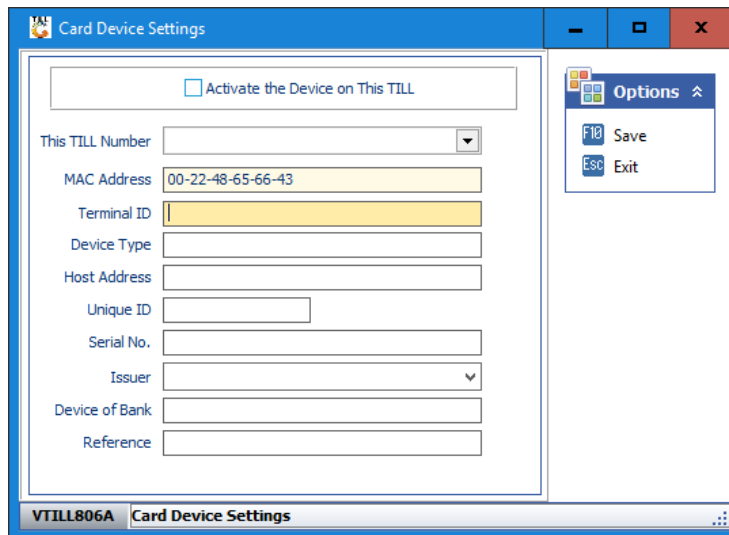 Card Device Settings
Activate the Device on This TILL
This TILL Number
MAC Address 00-22-48-65-66-43
Terminal ID
Device Type
Host Address
Unique ID
Serial No.
Issuer
Device of Bank
Reference
Options
F10 Save
Esc Exit
VTILL806A Card Device Settings